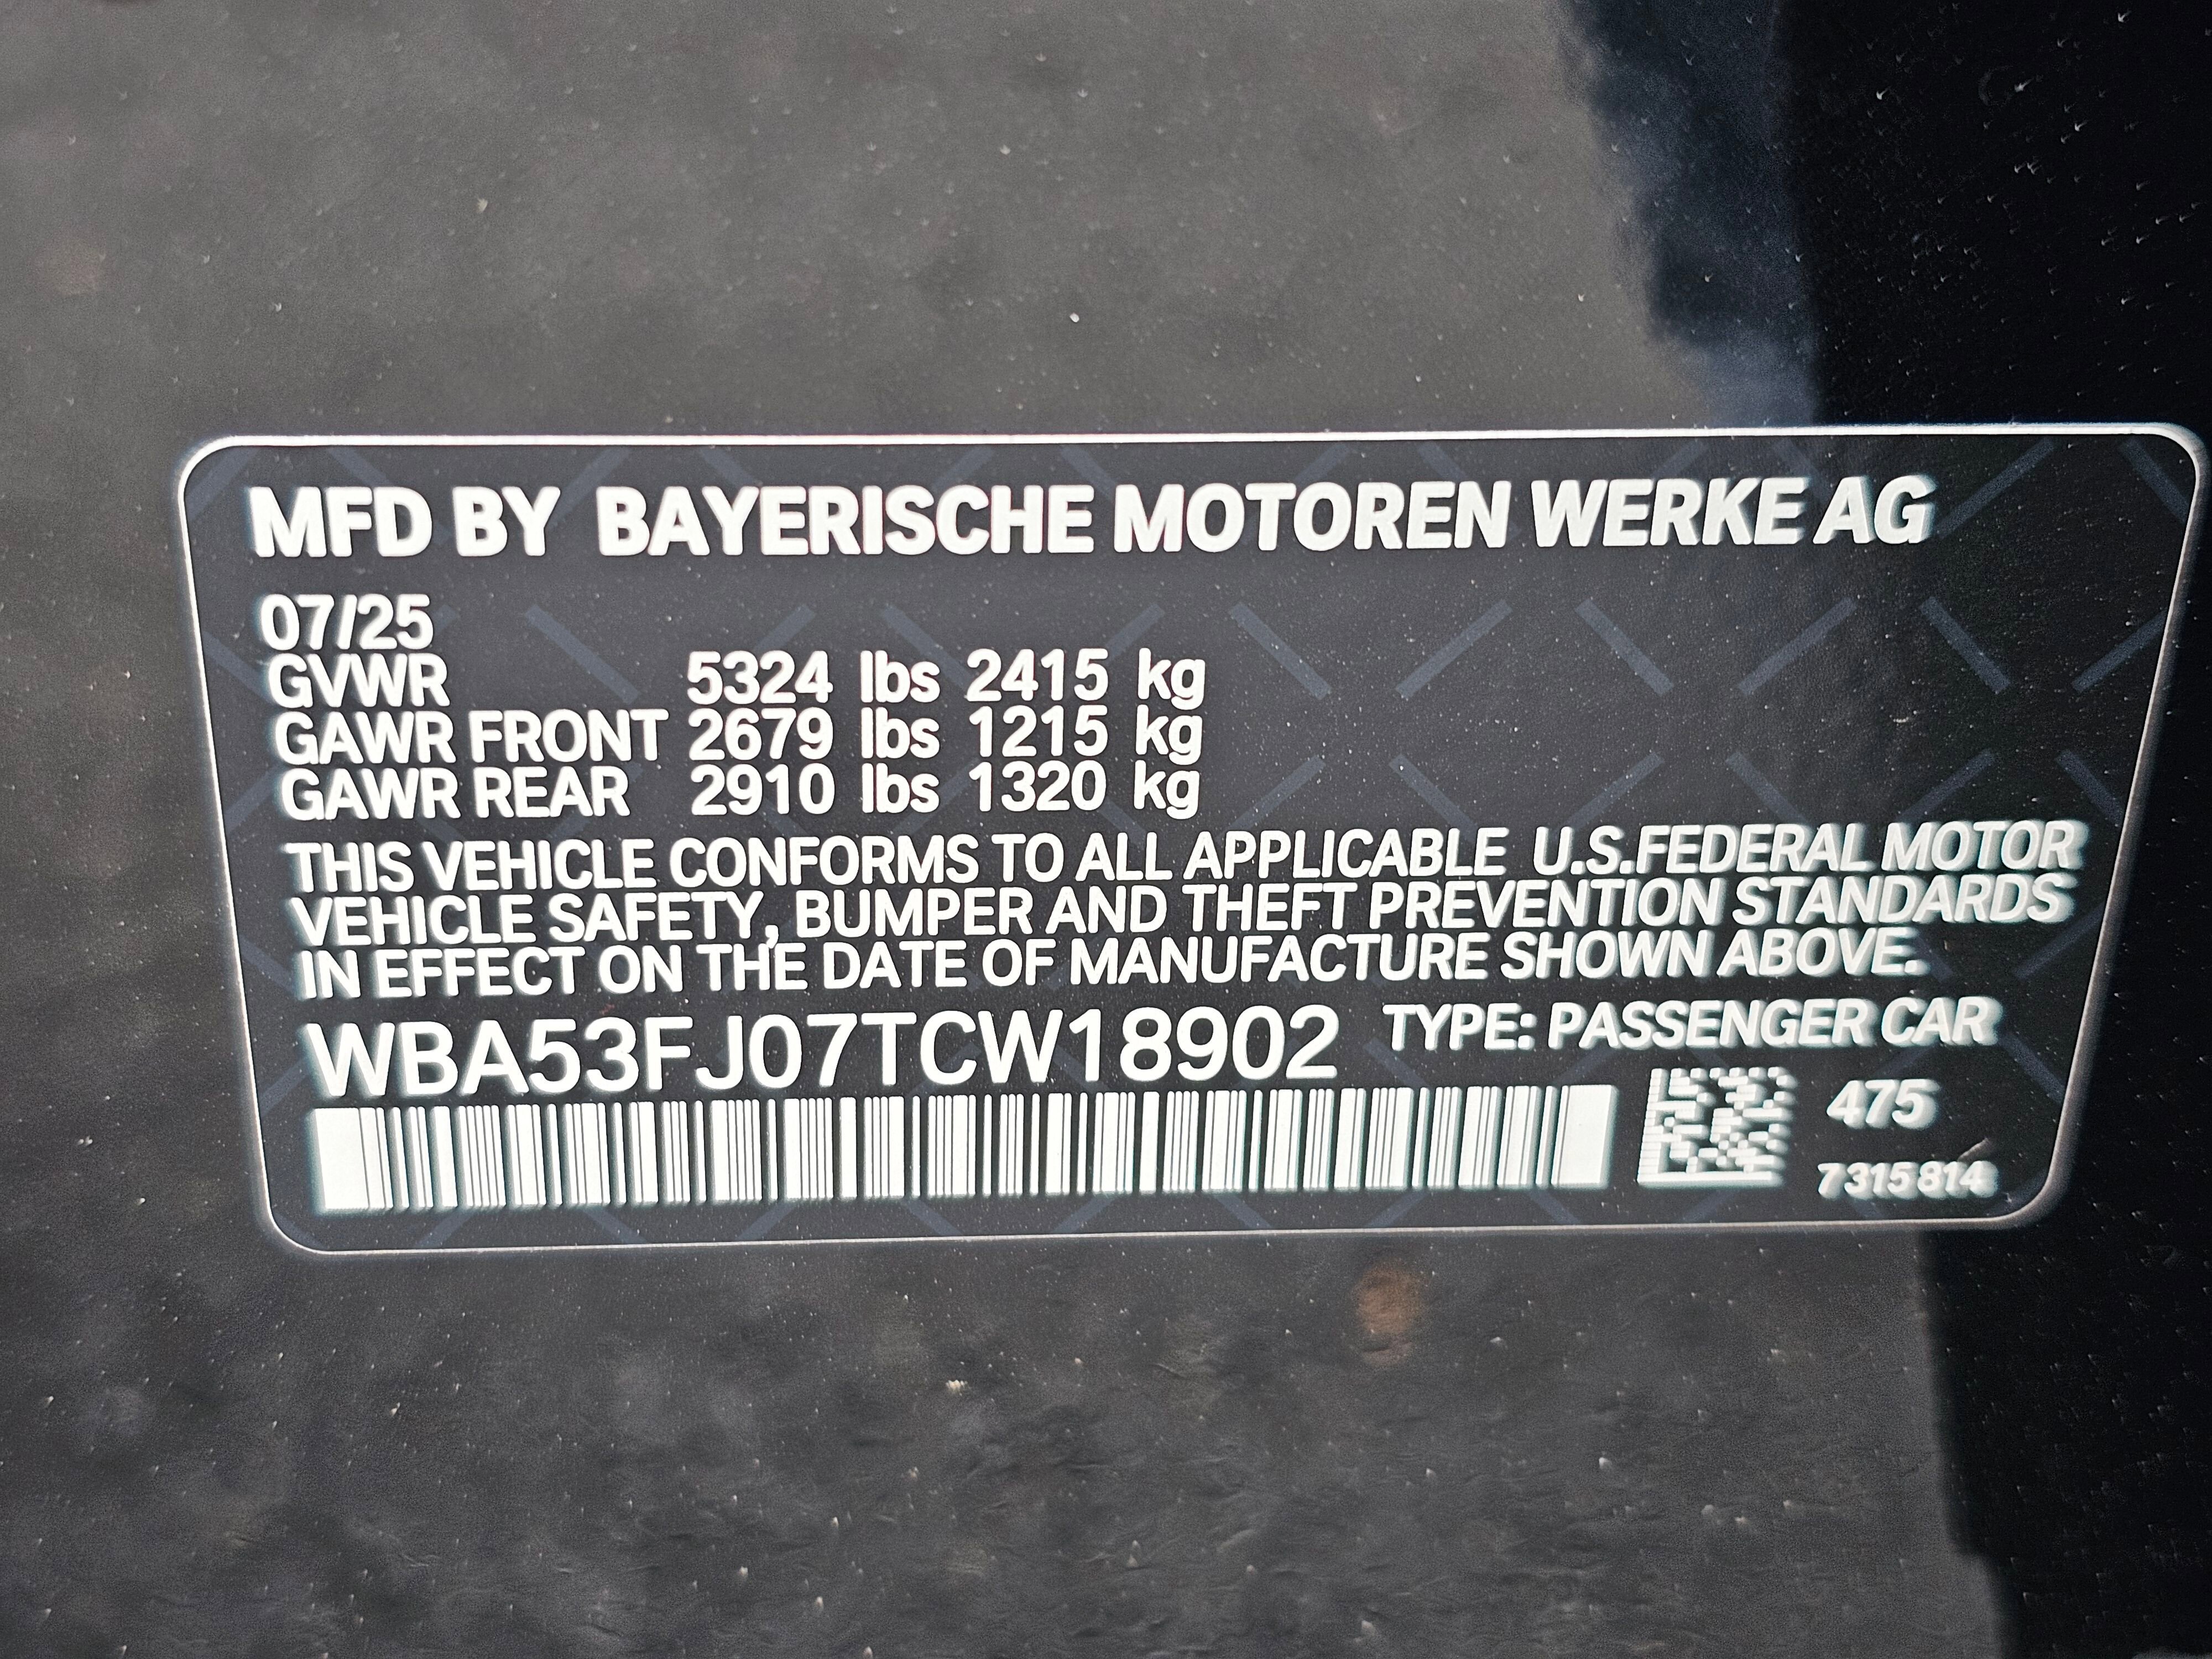 MFD BY BAYERISCHE MOTOREN WERKE AG
07/25
GVWR 5324 lbs 2415 kg
GAWR FRONT 2679 lbs 1215 kg
GAWR REAR 2910 lbs 1320 kg
THIS VEHICLE CONFORMS TO ALL APPLICABLE U.S.FEDERAL MOTOR
VEHICLE SAFETY, BUMPER AND THEFT PREVENTION STANDARDS
IN EFFECT ON THE DATE OF MANUFACTURE SHOWN ABOVE.
WBA53FJ07TCW18902 TYPE: PASSENGER CAR
475
7315814